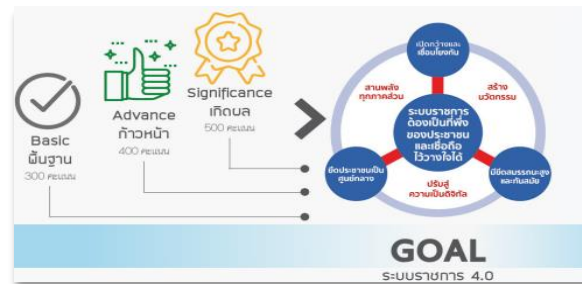 Basic
พื้นฐาน
300 คะแนน
Advance
ก้าวหน้า
400 คะแนน
Significance
เกิดผล
500 คะแนน
เปิดกว้างและ
เชื่อมโยงกัน
สานพลัง
ทุกภาคส่วน
สร้าง
นวัตกรรม
ระบบราชการ
ต้องเป็นที่พึ่ง
ของประชาชน
และเชื่อถือ
ไว้วางใจได้
ยึดประชาชนเป็น
ศูนย์กลาง
ปรับสู่
ความเป็นดิจิทัล
มีขีดสมรรถนะสูง
และทันสมัย
GOAL
ระบบราชการ 4.0